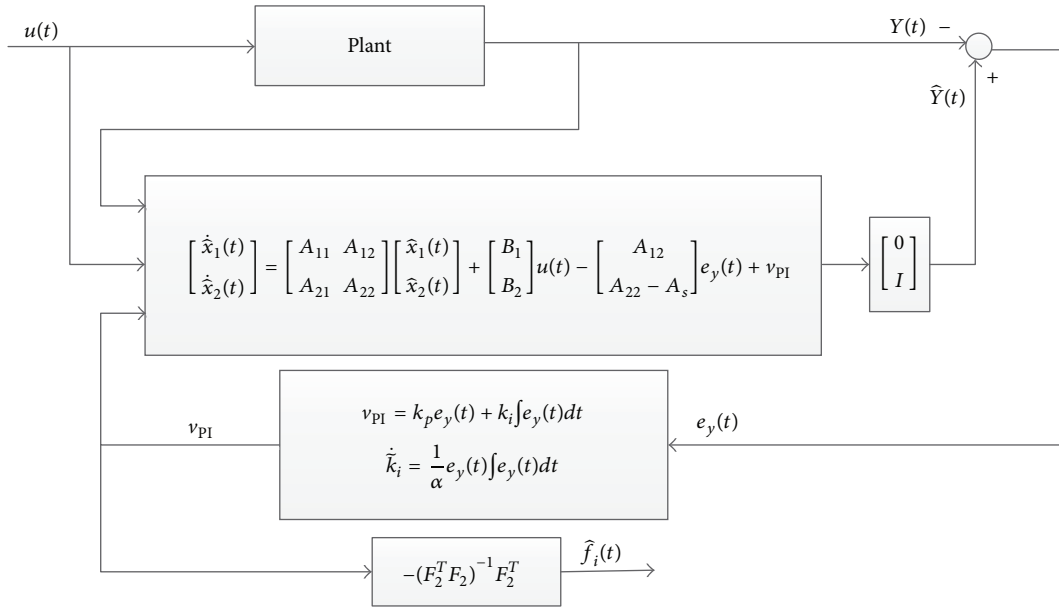 u(t)
Plant
Y(t) −
+
Ŷ(t)
[ẋ̂₁(t) ẋ̂₂(t)] = [A₁₁ A₁₂ A₂₁ A₂₂][x̂₁(t) x̂₂(t)] + [B₁ B₂]u(t) − [A₁₂ A₂₂ − Aₛ]e_y(t) + ν_PI
[0 I]
ν_PI = k_p e_y(t) + k_i∫e_y(t)dt
ν_PI
e_y(t)
k̃̇_i = 1/α e_y(t)∫e_y(t)dt
−(F₂ᵀF₂)⁻¹F₂ᵀ
f̂_i(t)